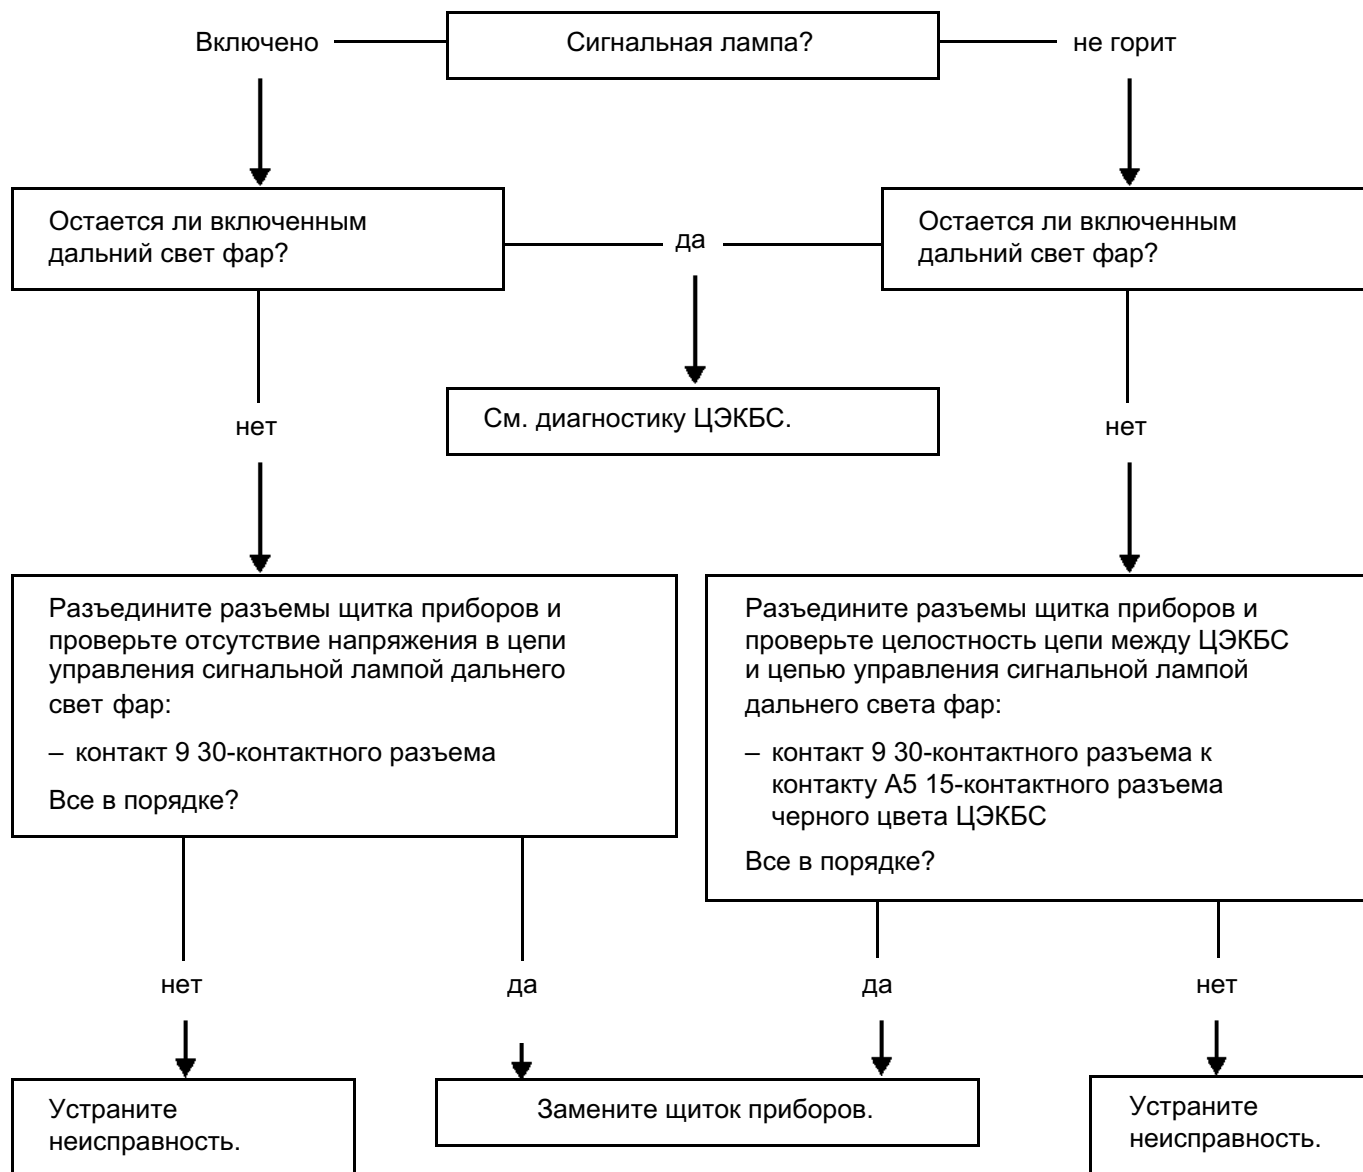 Включено
Сигнальная лампа?
не горит
Остается ли включенным
дальний свет фар?
да
Остается ли включенным
дальний свет фар?
См. диагностику ЦЭКБС.
нет
нет
Разъедините разъемы щитка приборов и
проверьте отсутствие напряжения в цепи
управления сигнальной лампой дальнего
свет фар:
– контакт 9 30-контактного разъема
Все в порядке?
Разъедините разъемы щитка приборов и
проверьте целостность цепи между ЦЭКБС
и цепью управления сигнальной лампой
дальнего света фар:
– контакт 9 30-контактного разъема к
контакту А5 15-контактного разъема
черного цвета ЦЭКБС
Все в порядке?
нет
да
да
нет
Устраните
неисправность.
Замените щиток приборов.
Устраните
неисправность.